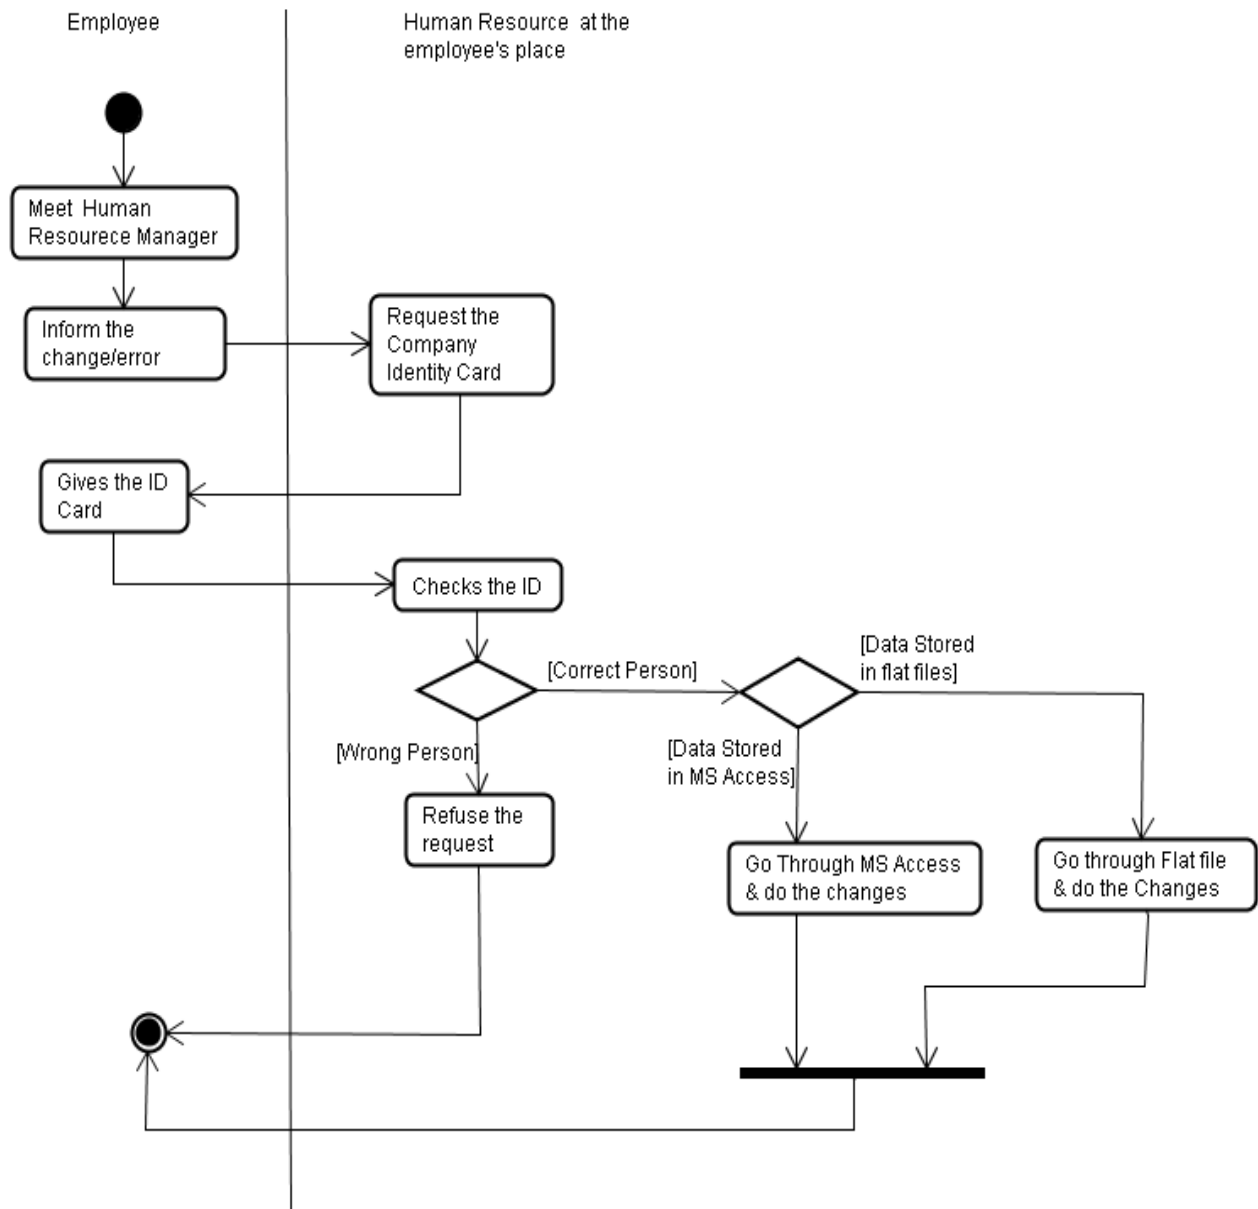 Employee
Human Resource at the
employee's place
Meet Human
Resourece Manager
Inform the
change/error
Request the
Company
Identity Card
Gives the ID
Card
Checks the ID
[Correct Person]
[Data Stored
in flat files]
[Wrong Person]
[Data Stored
in MS Access]
Refuse the
request
Go Through MS Access
& do the changes
Go through Flat file
& do the Changes